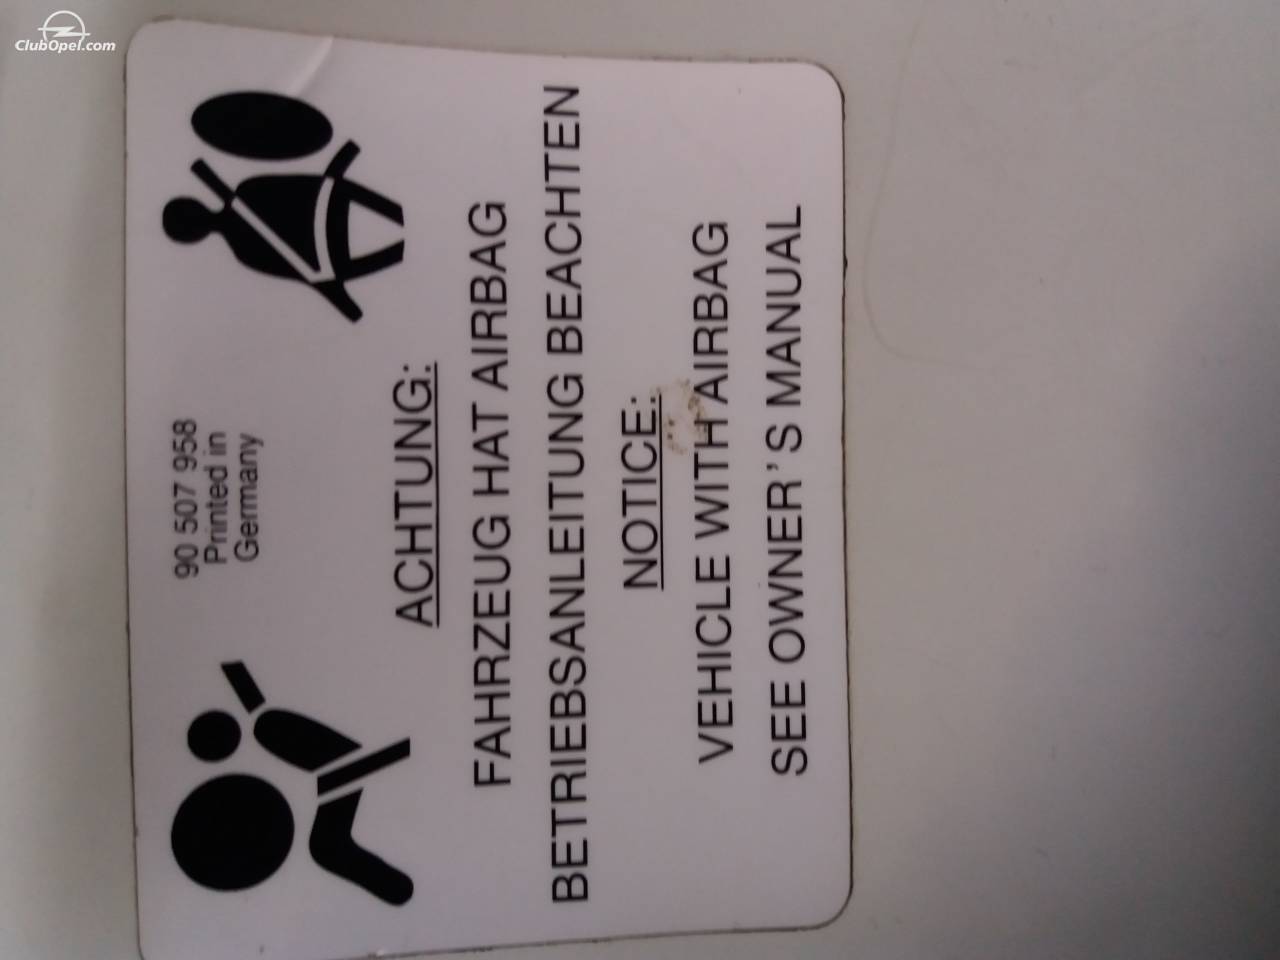 ClubOpel.com
90 507 958
Printed in
Germany
ACHTUNG:
FAHRZEUG HAT AIRBAG
BETRIEBSANLEITUNG BEACHTEN
NOTICE:
VEHICLE WITH AIRBAG
SEE OWNER'S MANUAL